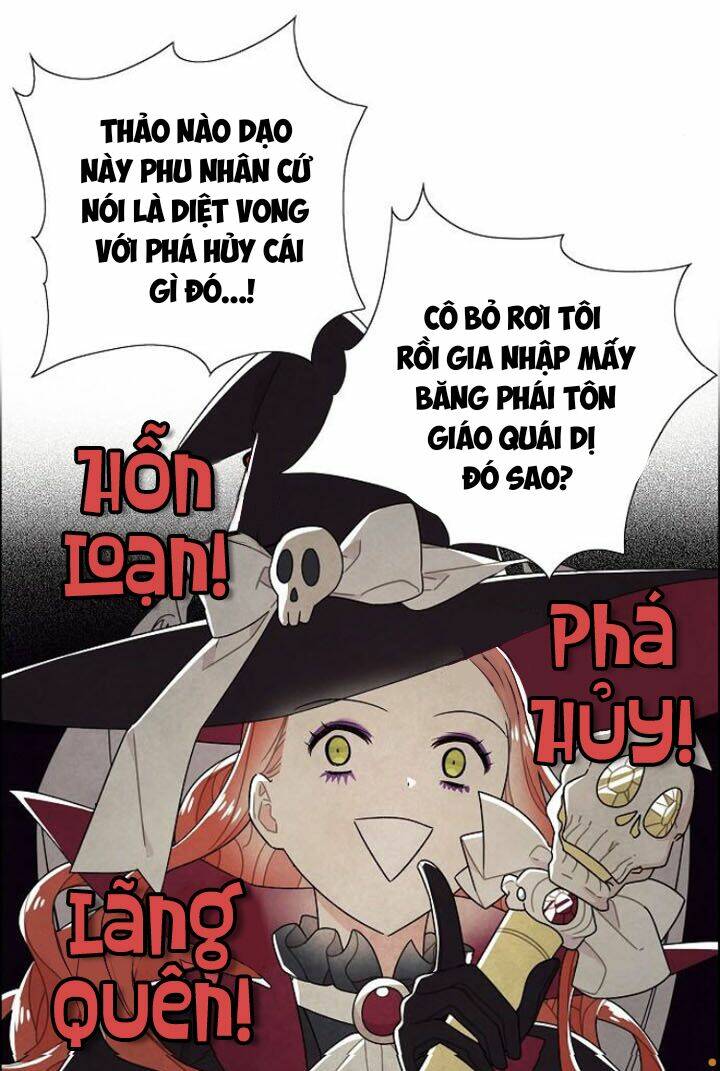 THẢO NÀO DẠO
NÀY PHU NHÂN CỨ
NÓI LÀ DIỆT VONG
VỚI PHÁ HỦY CÁI
GÌ ĐÓ...!
CÔ BỎ RƠI TÔI
RỒI GIA NHẬP MẤY
BĂNG PHÁI TÔN
GIÁO QUÁI DỊ
ĐÓ SAO?
Hỗn
Loạn!
Phá
Hủy!
Lãng
Quên!